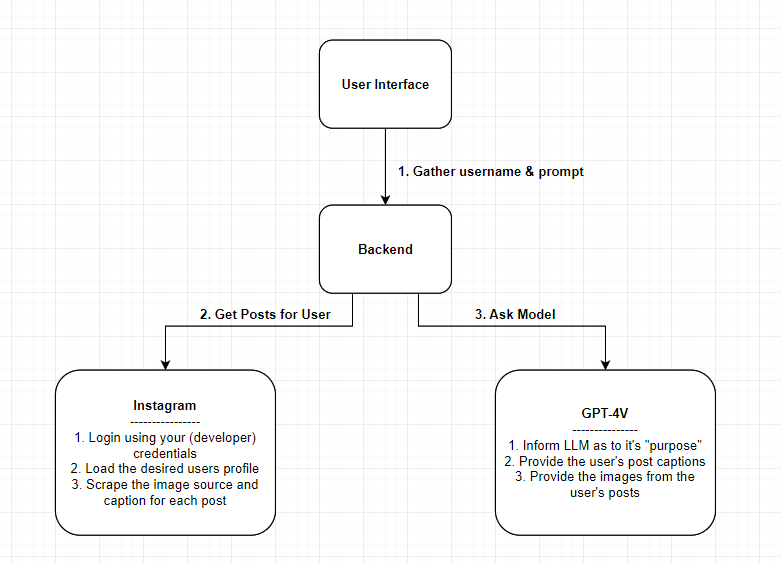 User Interface
1. Gather username & prompt
Backend
2. Get Posts for User
3. Ask Model
Instagram
----------------
1. Login using your (developer)
credentials
2. Load the desired users profile
3. Scrape the image source and
caption for each post
GPT-4V
---------------
1. Inform LLM as to it's "purpose"
2. Provide the user's post captions
3. Provide the images from the
user's posts